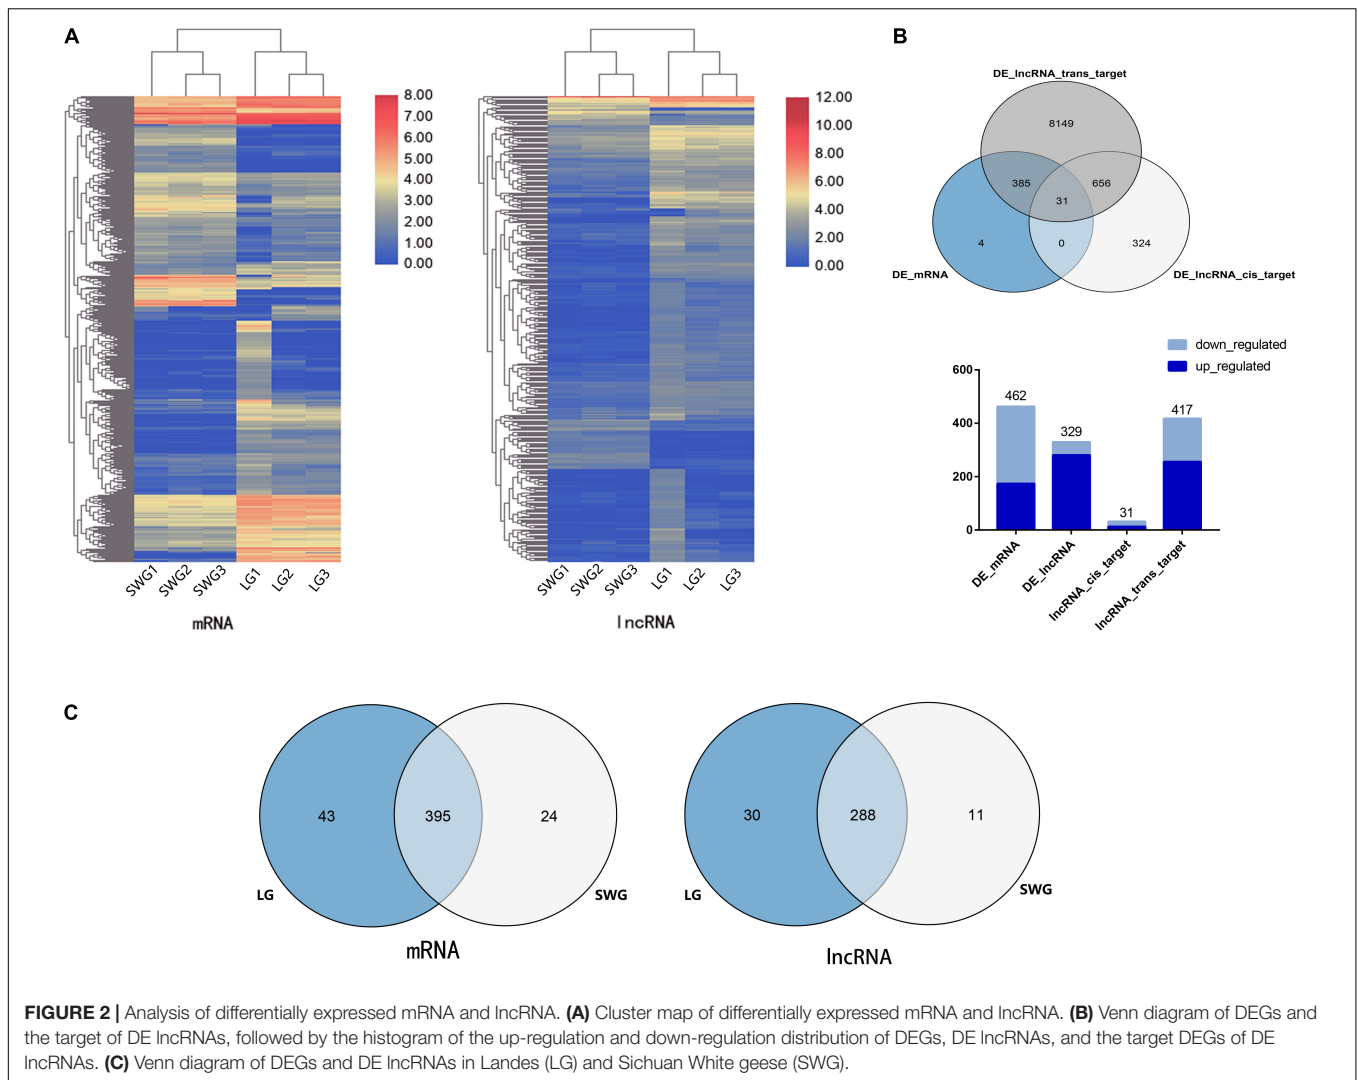 A
8.00
7.00
6.00
5.00
4.00
3.00
2.00
1.00
0.00
SWG1
SWG2
SWG3
LG1
LG2
LG3
mRNA
12.00
10.00
8.00
6.00
4.00
2.00
0.00
SWG1
SWG2
SWG3
LG1
LG2
LG3
lncRNA
B
DE_lncRNA_trans_target
8149
385
656
31
4
0
324
DE_mRNA
DE_lncRNA_cis_target
down_regulated
up_regulated
600
400
200
0
462
329
31
417
DE_mRNA
DE_lncRNA
lncRNA_cis_target
lncRNA_trans_target
C
43
395
24
LG
SWG
mRNA
30
288
11
LG
SWG
lncRNA
FIGURE 2 | Analysis of differentially expressed mRNA and lncRNA. (A) Cluster map of differentially expressed mRNA and lncRNA. (B) Venn diagram of DEGs and
the target of DE lncRNAs, followed by the histogram of the up-regulation and down-regulation distribution of DEGs, DE lncRNAs, and the target DEGs of DE
lncRNAs. (C) Venn diagram of DEGs and DE lncRNAs in Landes (LG) and Sichuan White geese (SWG).